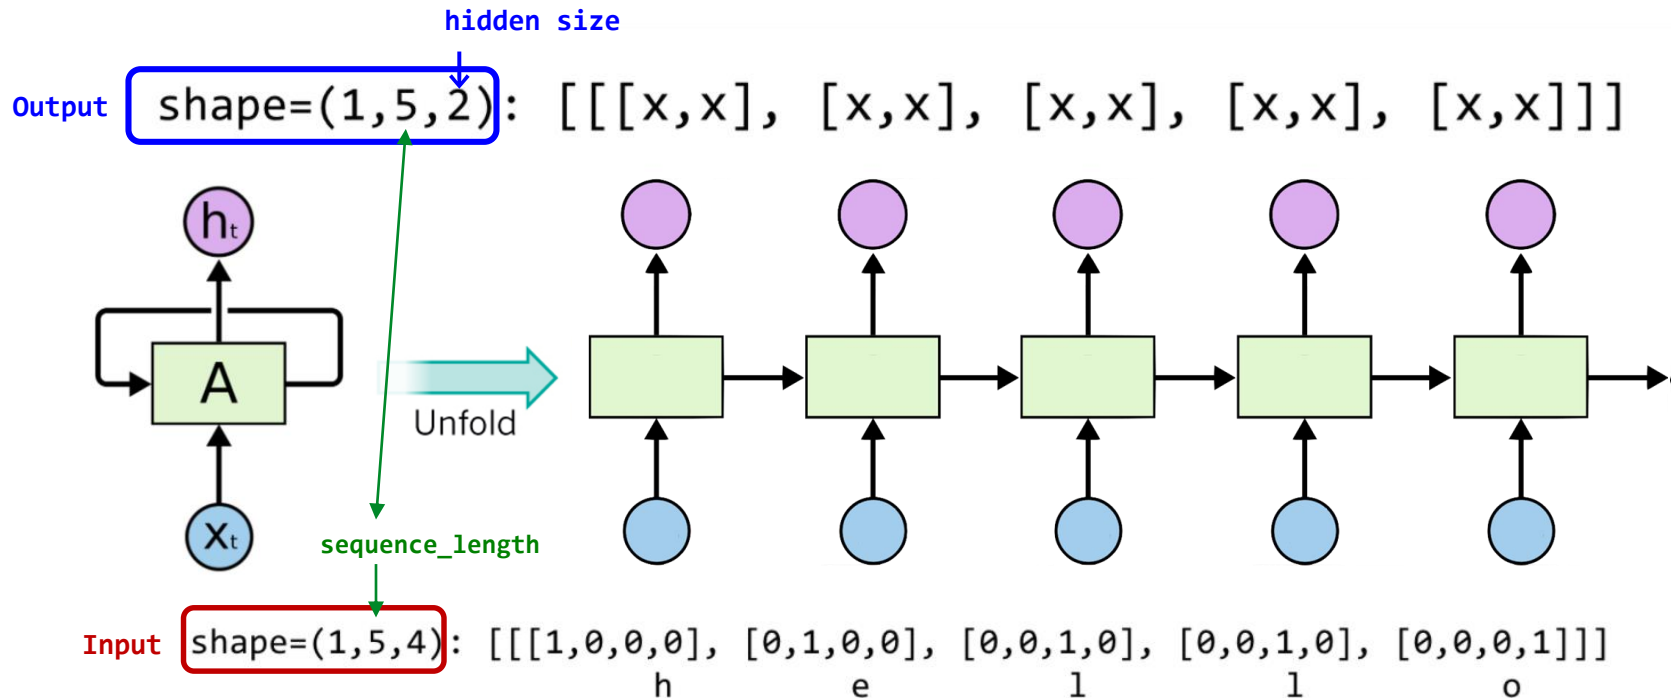 hidden size
Output shape=(1,5,2): [[[x,x], [x,x], [x,x], [x,x], [x,x]]]
ht
A
Unfold
xt
sequence_length
Input shape=(1,5,4): [[[1,0,0,0], [0,1,0,0], [0,0,1,0], [0,0,1,0], [0,0,0,1]]]
h e l l o